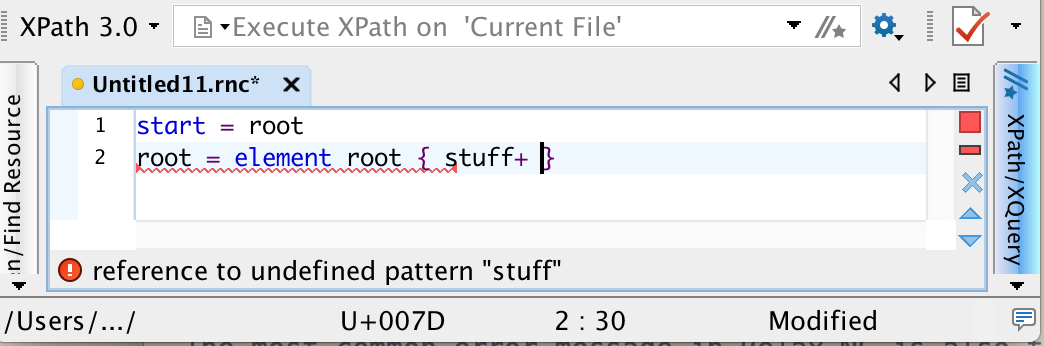 XPath 3.0 Execute XPath on 'Current File'
Untitled11.rnc*
1 start = root
2 root = element root { stuff+ }
reference to undefined pattern "stuff"
/Find Resource
XPath/XQuery
/Users/.../ U+007D 2 : 30 Modified